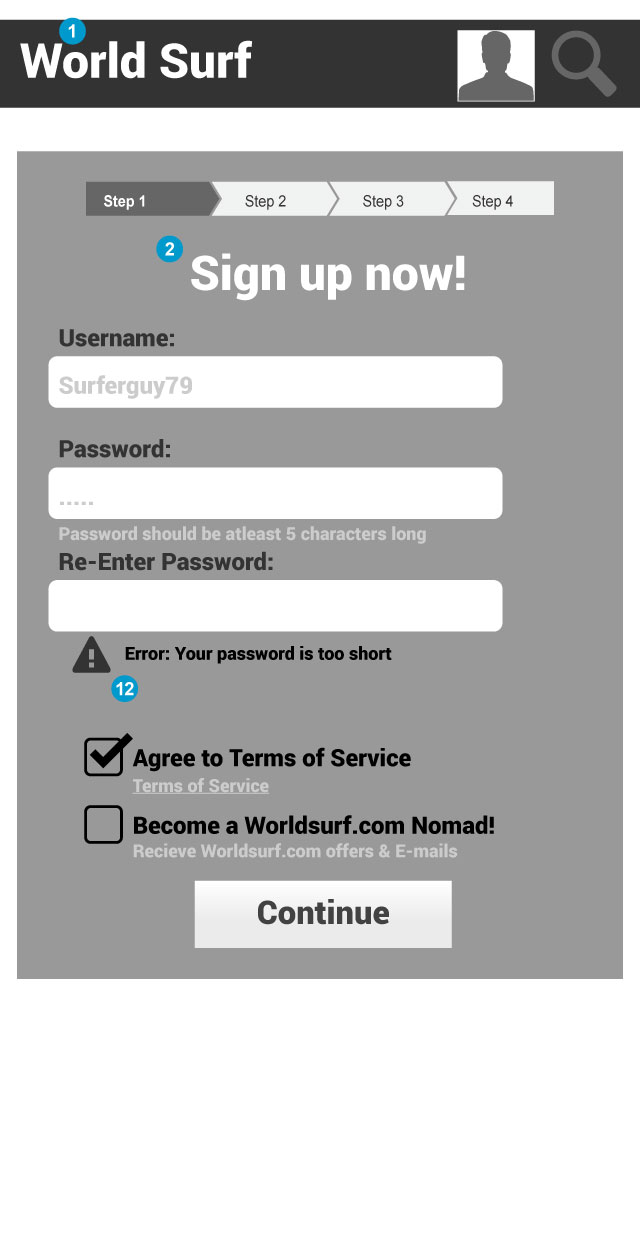 1
World Surf
Step 1 Step 2 Step 3 Step 4
2
Sign up now!
Username:
Surferguy79
Password:
.....
Password should be atleast 5 characters long
Re-Enter Password:
Error: Your password is too short
12
Agree to Terms of Service
Terms of Service
Become a Worldsurf.com Nomad!
Recieve Worldsurf.com offers & E-mails
Continue